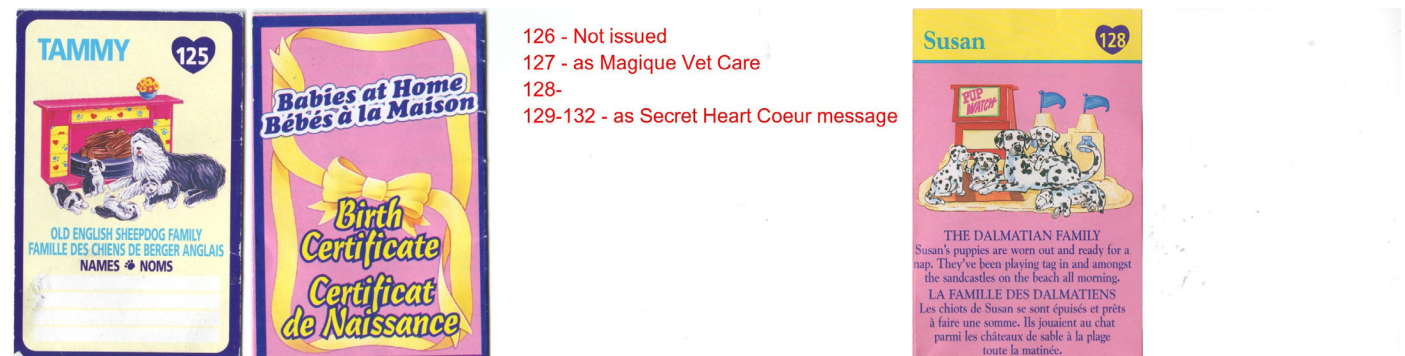 TAMMY
125
OLD ENGLISH SHEEPDOG FAMILY
FAMILLE DES CHIENS DE BERGER ANGLAIS
NAMES NOMS
Babies at Home
Bébés à la Maison
Birth
Certificate
Certificat
de Naissance
126 - Not issued
127 - as Magique Vet Care
128-
129-132 - as Secret Heart Coeur message
Susan
128
PUP
WATCH
THE DALMATIAN FAMILY
Susan's puppies are worn out and ready for a
nap. They've been playing tag in and amongst
the sandcastles on the beach all morning.
LA FAMILLE DES DALMATIENS
Les chiots de Susan se sont épuisés et prêts
à faire une somme. Ils jouaient au chat
parmi les châteaux de sable à la plage
toute la matinée.